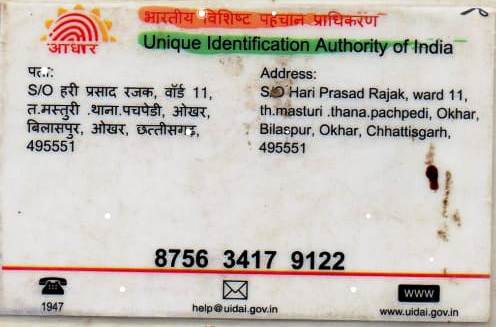 भारतीय विशिष्ट पहचान प्राधिकरण
Unique Identification Authority of India
आधार
पता:
S/O हरी प्रसाद रजक, वॉर्ड 11,
त.मस्तुरी .थाना.पचपेडी, ओखर,
बिलासपुर, ओखर, छत्तीसगढ़,
495551
Address:
S/O Hari Prasad Rajak, ward 11,
th.masturi .thana.pachpedi, Okhar,
Bilaspur, Okhar, Chhattisgarh,
495551
8756 3417 9122
1947
help@uidai.gov.in
WWW
www.uidai.gov.in